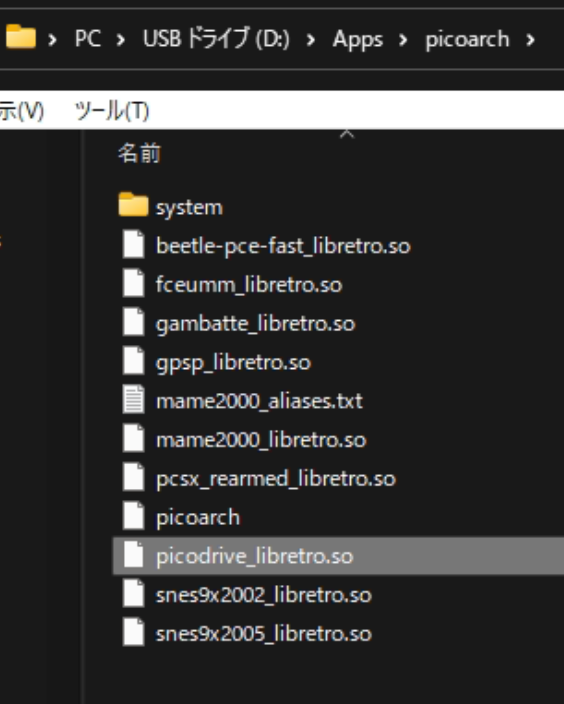 PC › USB ドライブ (D:) › Apps › picoarch ›
示(V) ツール(T)
名前
system
beetle-pce-fast_libretro.so
fceumm_libretro.so
gambatte_libretro.so
gpsp_libretro.so
mame2000_aliases.txt
mame2000_libretro.so
pcsx_rearmed_libretro.so
picoarch
picodrive_libretro.so
snes9x2002_libretro.so
snes9x2005_libretro.so